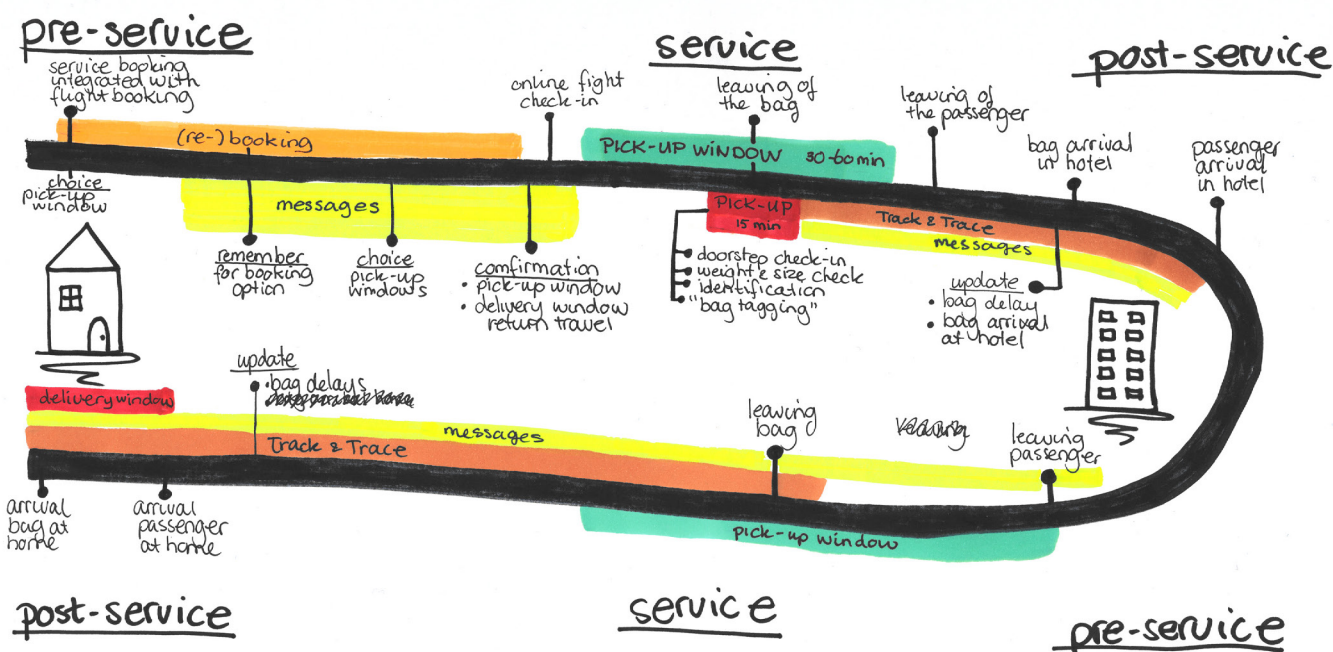 pre-service
service
post-service
service booking
integrated with
flight booking
online fight
check-in
leaving of
the bag
leaving of
the passenger
bag arrival
in hotel
passenger
arrival
in hotel
(re-) booking
PICK-UP WINDOW 30-60 min
choice
pick-up
window
messages
PICK-UP
15 min
Track & Trace
messages
remember
for booking
option
choice
pick-up
windows
comfirmation
• pick-up window
• delivery window
return travel
doorstep check-in
weight & size check
identification
"bag tagging"
update
• bag delay
• bag arrival
at hotel
update
• bag delays
delivery window
messages
Track & Trace
leaving
bag
leaving
passenger
arrival
bag at
home
arrival
passenger
at home
pick-up window
post-service
service
pre-service